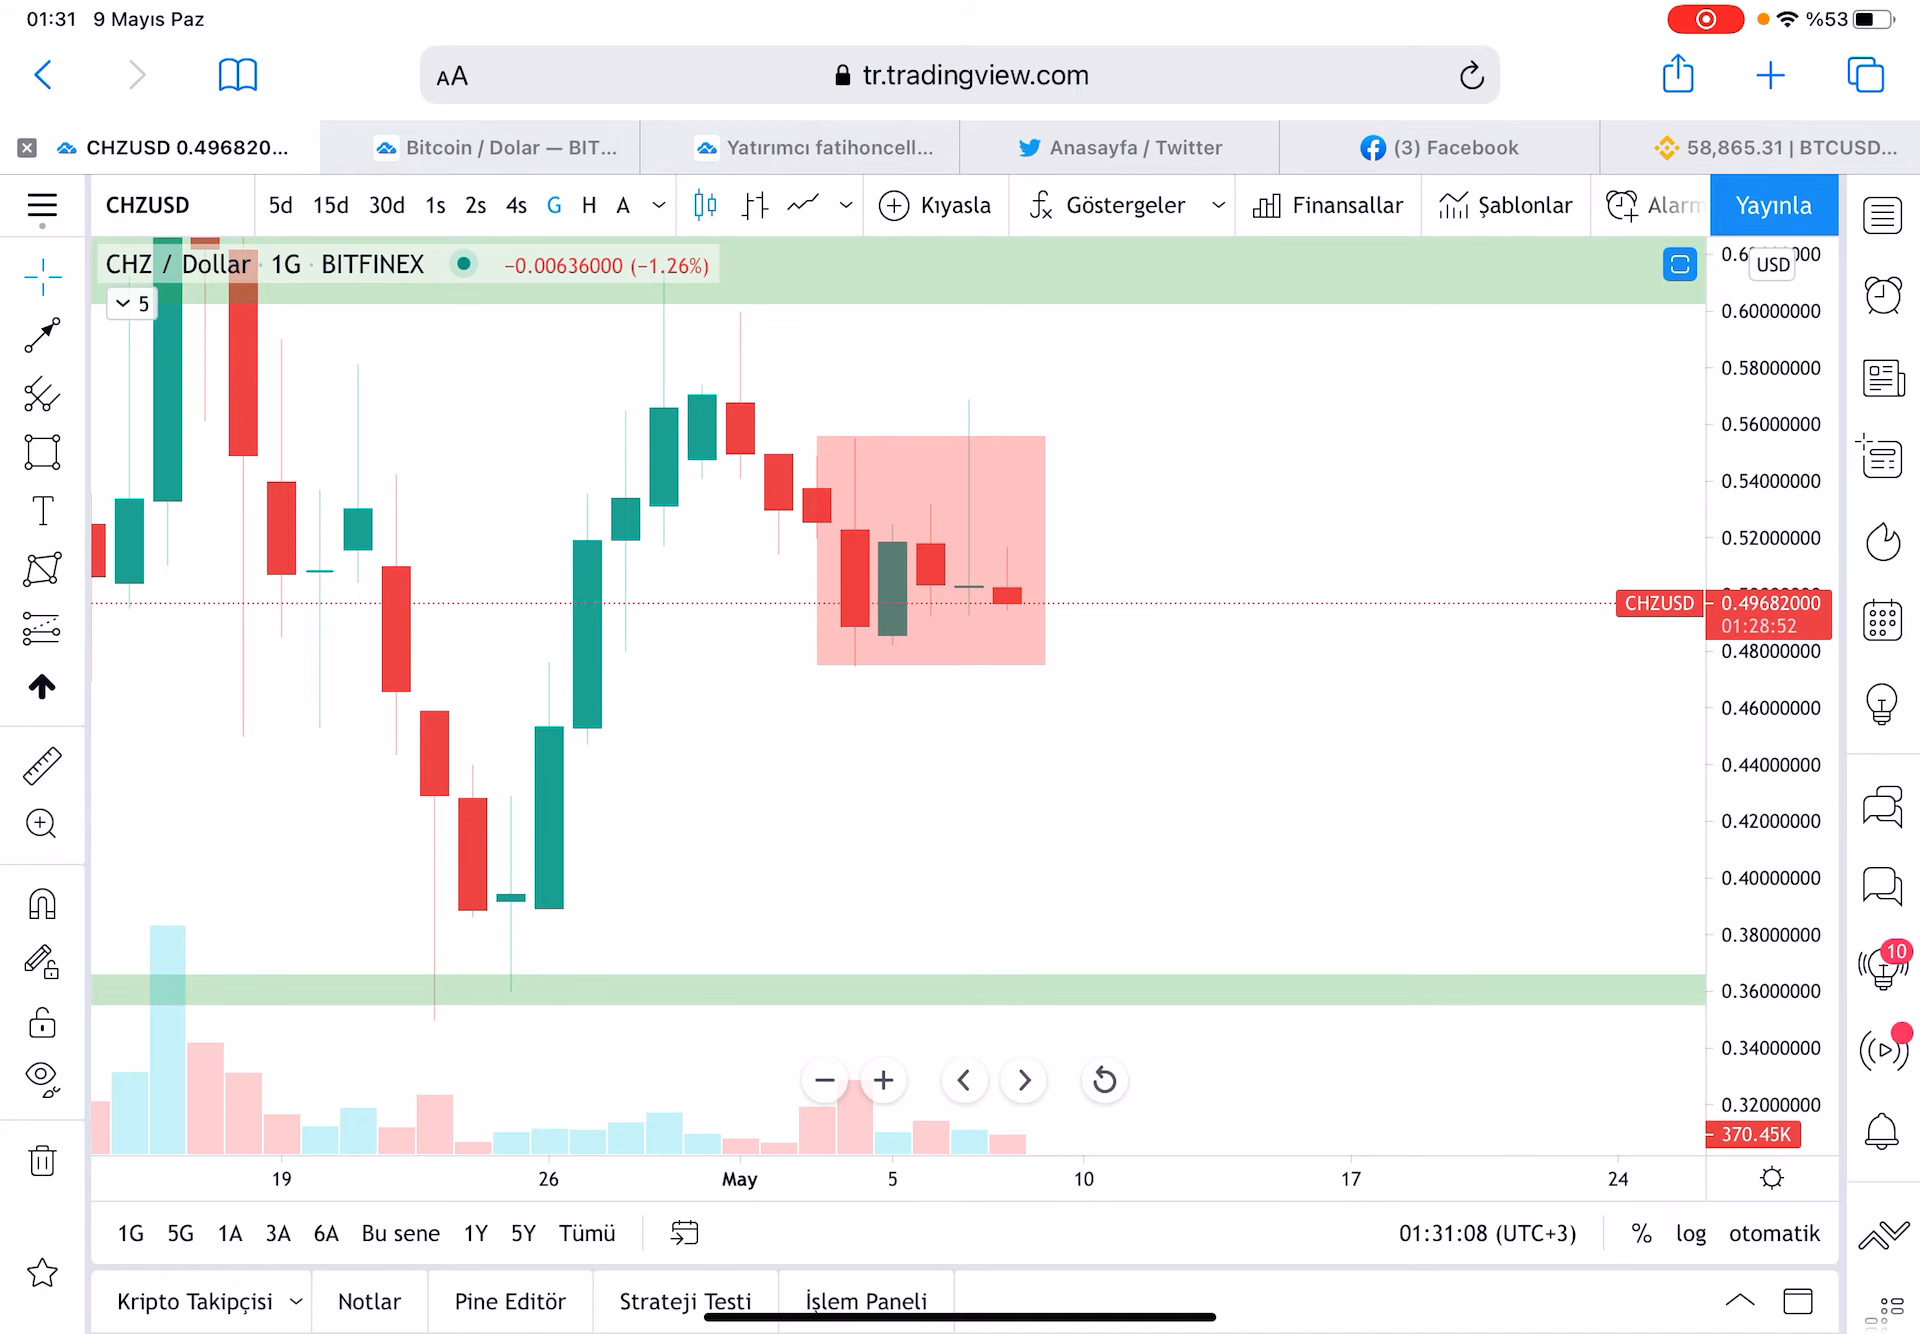 01:31 9 Mayıs Paz
%53
AA
tr.tradingview.com
CHZUSD 0.496820...
Bitcoin / Dolar — BIT...
Yatırımcı fatihoncell...
Anasayfa / Twitter
(3) Facebook
58,865.31 | BTCUSD...
CHZUSD
5d 15d 30d 1s 2s 4s G H A
Kıyasla
Göstergeler
Finansallar
Şablonlar
Alarm
Yayınla
CHZ / Dollar · 1G · BITFINEX
−0.00636000 (−1.26%)
5
USD
0.60000000
0.58000000
0.56000000
0.54000000
0.52000000
CHZUSD
0.49682000
01:28:52
0.48000000
0.46000000
0.44000000
0.42000000
0.40000000
0.38000000
0.36000000
0.34000000
0.32000000
370.45K
10
19 26 May 5 10 17 24
1G 5G 1A 3A 6A Bu sene 1Y 5Y Tümü
01:31:08 (UTC+3)
% log otomatik
Kripto Takipçisi
Notlar
Pine Editör
Strateji Testi
İşlem Paneli